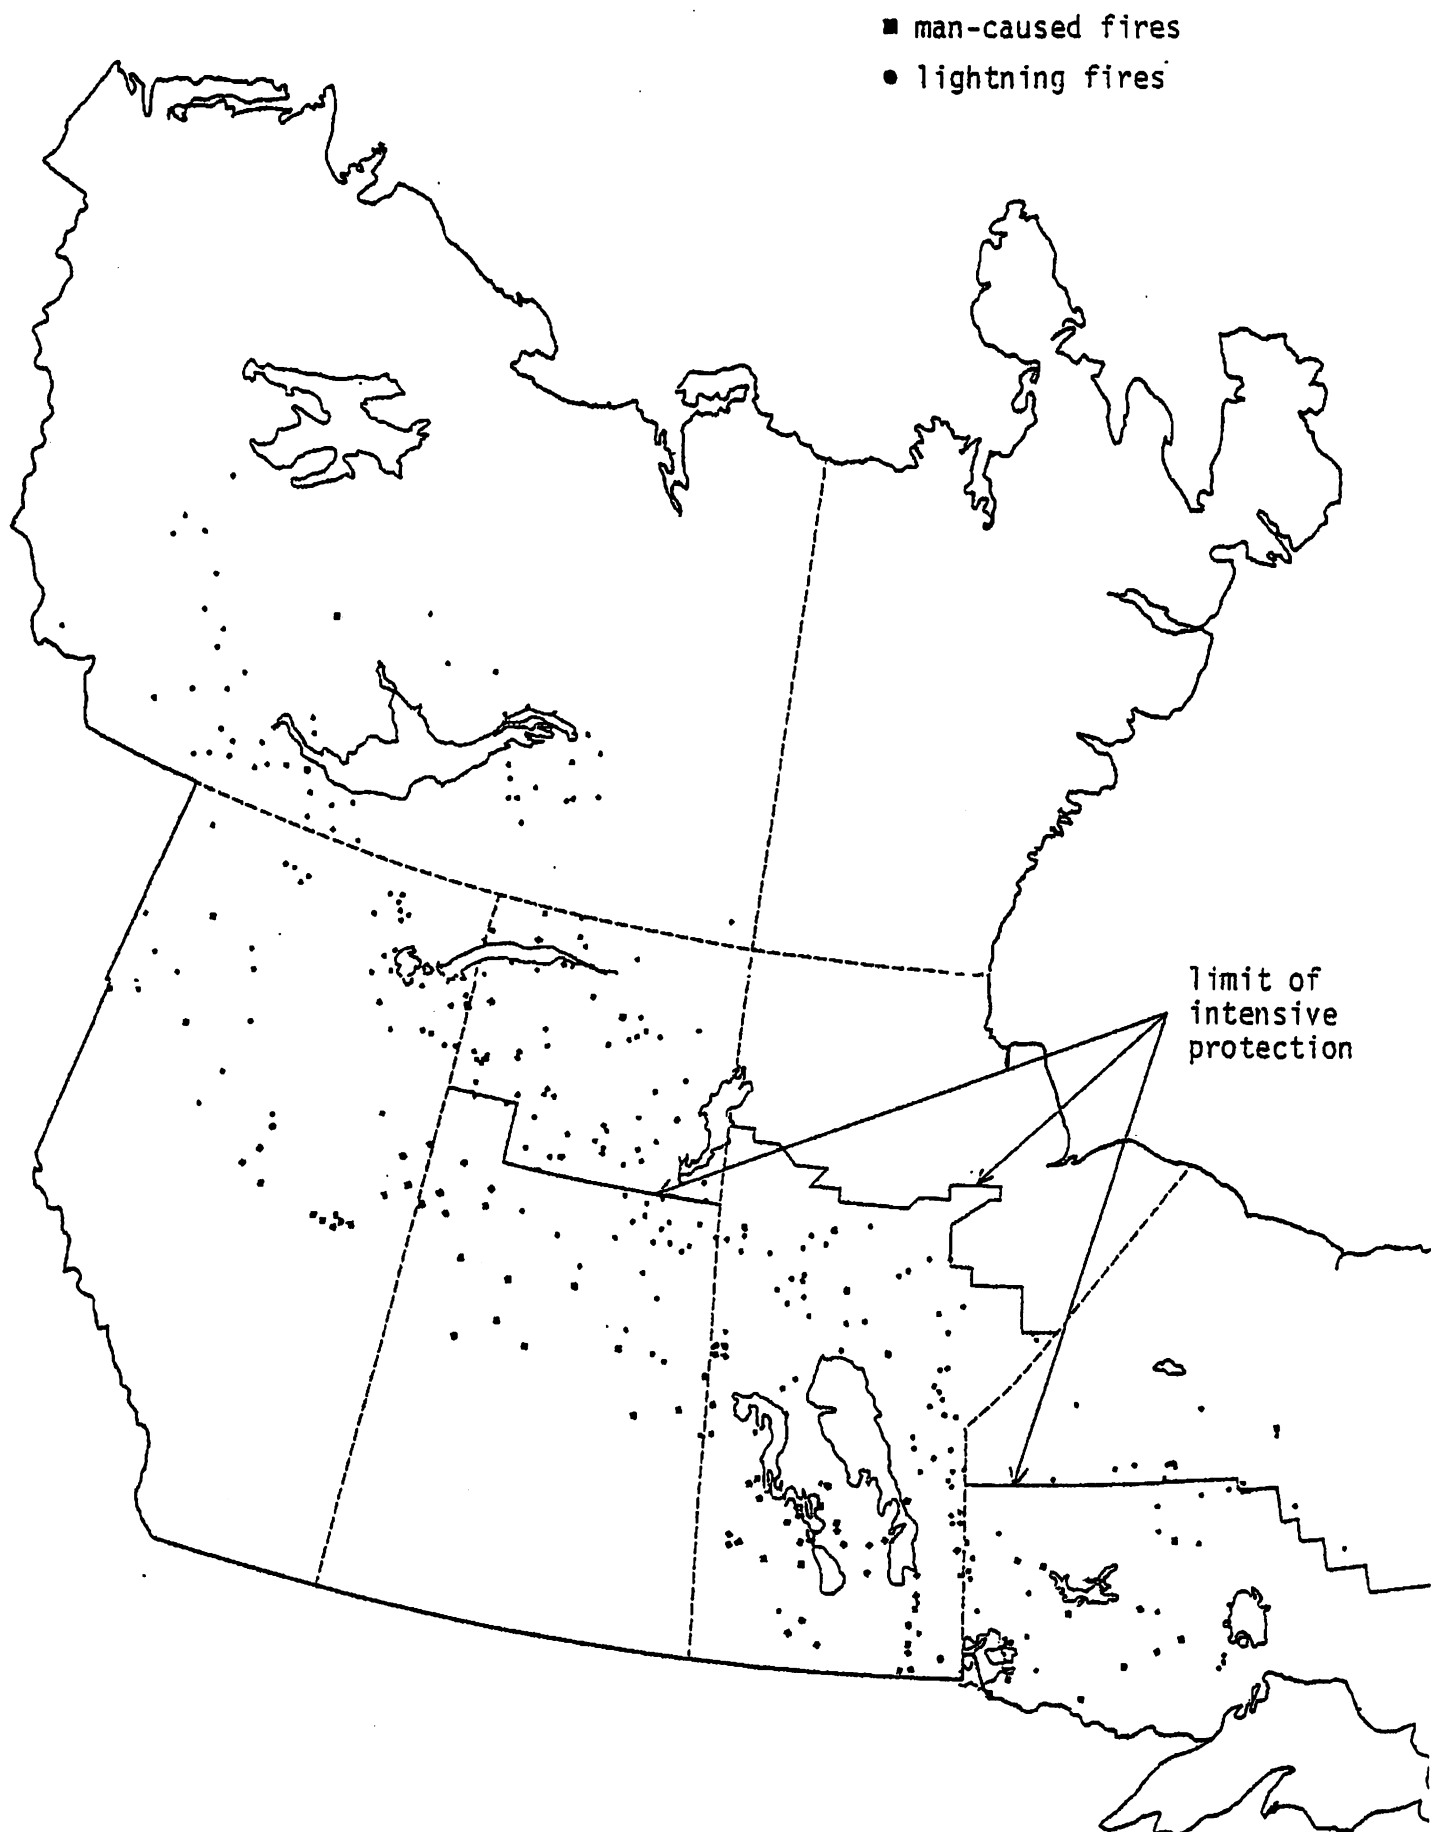 ■ man-caused fires
● lightning fires
limit of
intensive
protection